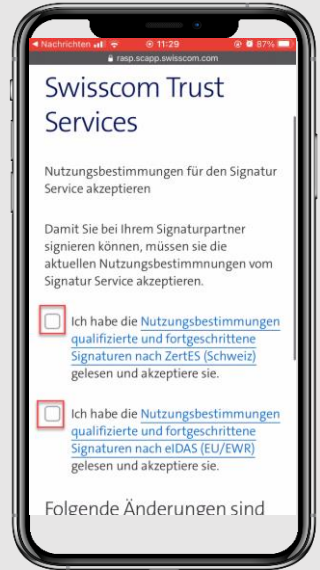 Nachrichten 11:29 87%
rasp.scapp.swisscom.com
Swisscom Trust
Services
Nutzungsbestimmungen für den Signatur
Service akzeptieren
Damit Sie bei Ihrem Signaturpartner
signieren können, müssen sie die
aktuellen Nutzungsbestimmnungen vom
Signatur Service akzeptieren.
Ich habe die Nutzungsbestimmungen
qualifizierte und fortgeschrittene
Signaturen nach ZertES (Schweiz)
gelesen und akzeptiere sie.
Ich habe die Nutzungsbestimmungen
qualifizierte und fortgeschrittene
Signaturen nach eIDAS (EU/EWR)
gelesen und akzeptiere sie.
Folgende Änderungen sind